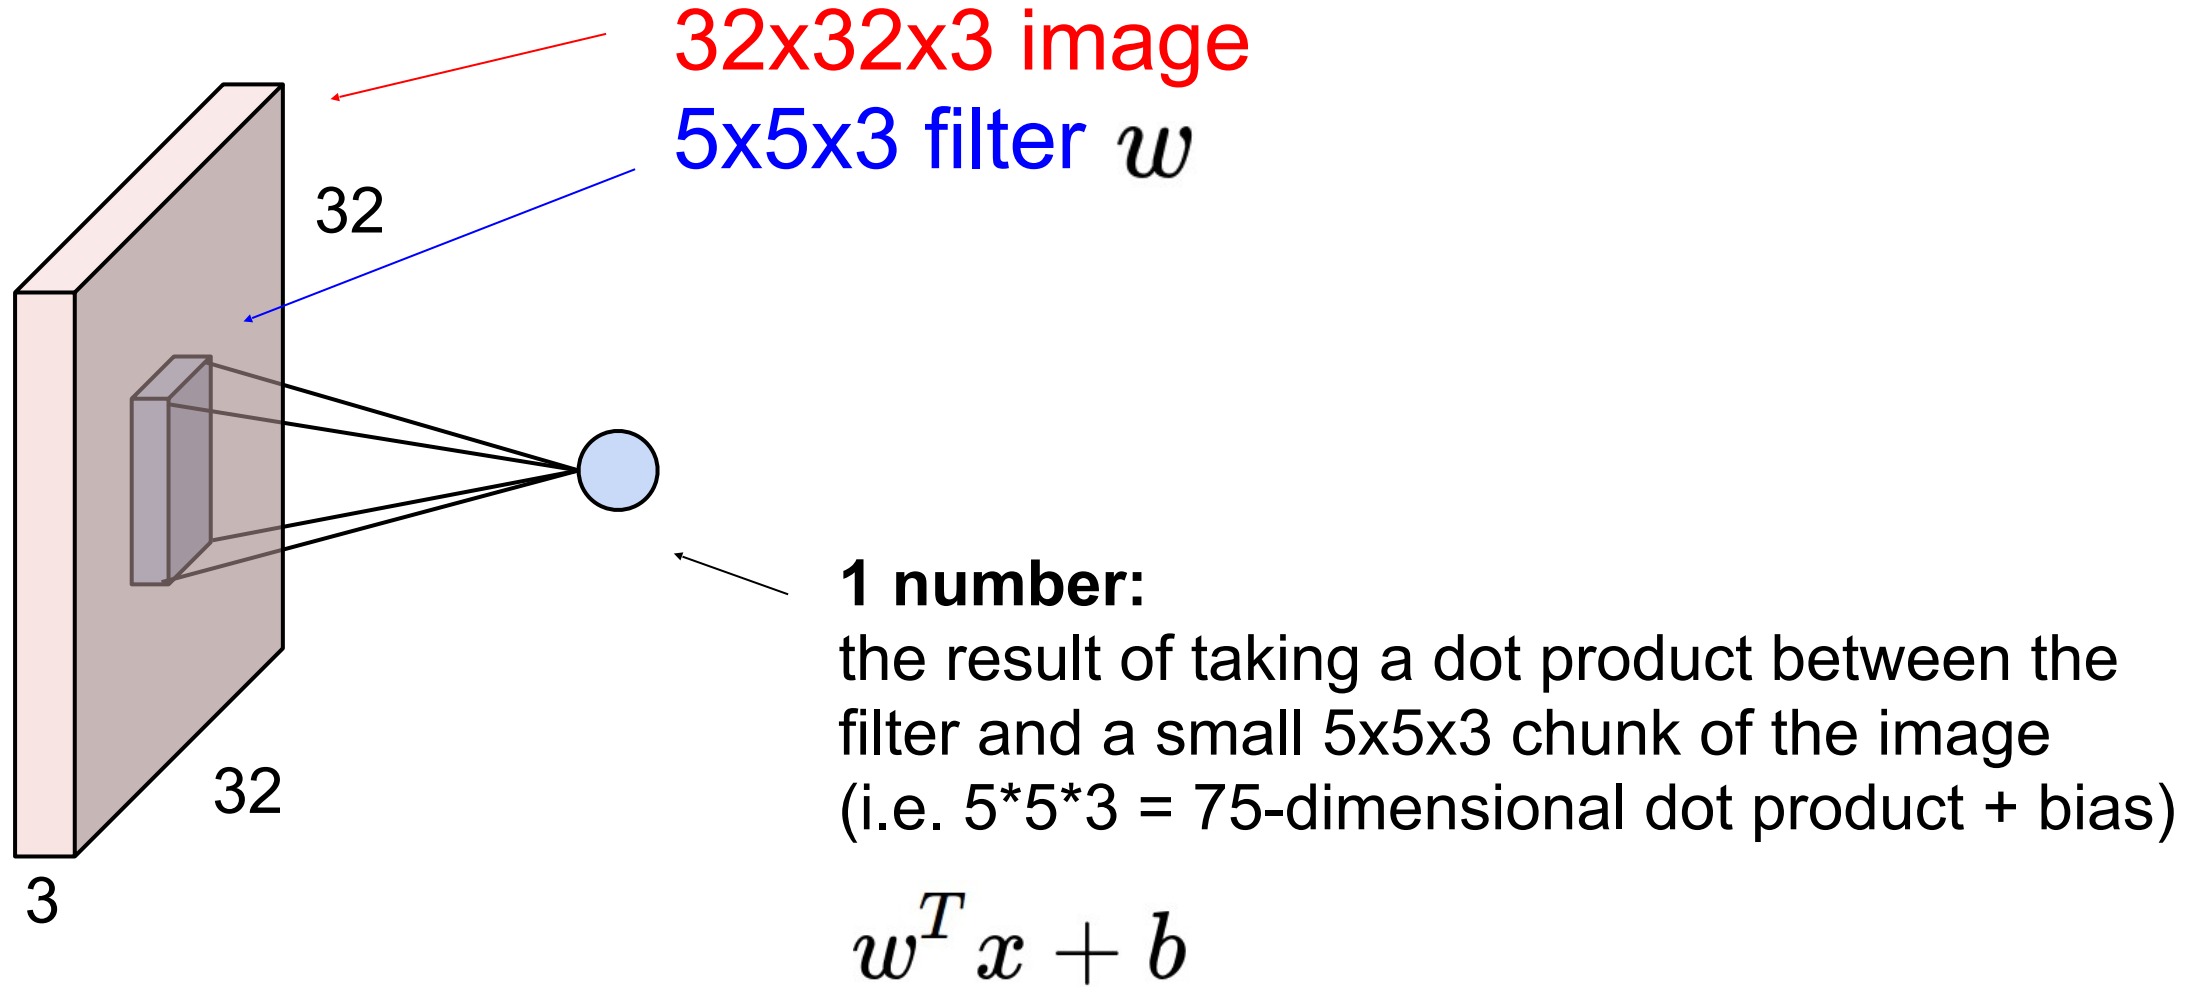 32x32x3 image
5x5x3 filter w
32
32
3
1 number:
the result of taking a dot product between the
filter and a small 5x5x3 chunk of the image
(i.e. 5*5*3 = 75-dimensional dot product + bias)
w^T x + b